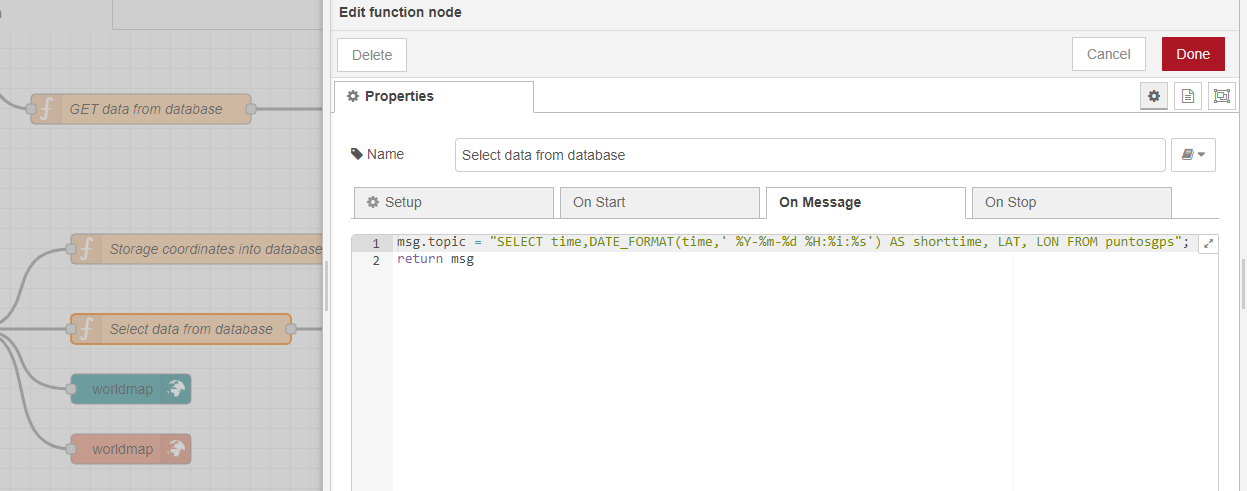 Edit function node
Delete
Cancel
Done
GET data from database
Properties
Name
Select data from database
Setup
On Start
On Message
On Stop
Storage coordinates into database
1 msg.topic = "SELECT time,DATE_FORMAT(time,' %Y-%m-%d %H:%i:%s') AS shorttime, LAT, LON FROM puntosgps";
2 return msg
Select data from database
worldmap
worldmap